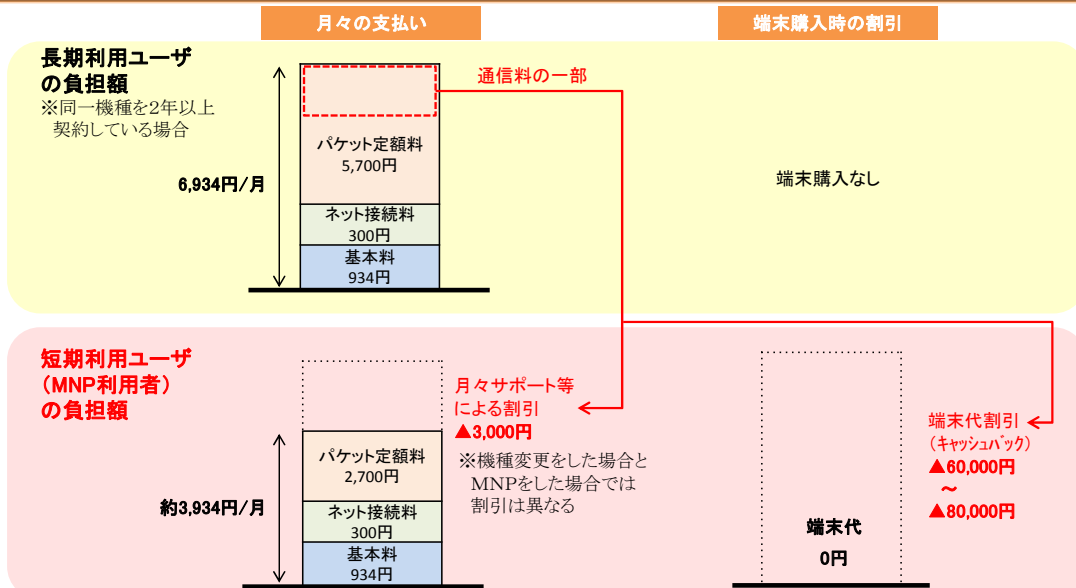 月々の支払い
端末購入時の割引
長期利用ユーザ
の負担額
※同一機種を2年以上
契約している場合
6,934円/月
通信料の一部
パケット定額料
5,700円
ネット接続料
300円
基本料
934円
端末購入なし
短期利用ユーザ
(MNP利用者)
の負担額
約3,934円/月
パケット定額料
2,700円
ネット接続料
300円
基本料
934円
月々サポート等
による割引
▲3,000円
※機種変更をした場合と
MNPをした場合では
割引は異なる
端末代
0円
端末代割引
(ｷｬｯｼｭﾊﾞｯｸ)
▲60,000円
～
▲80,000円